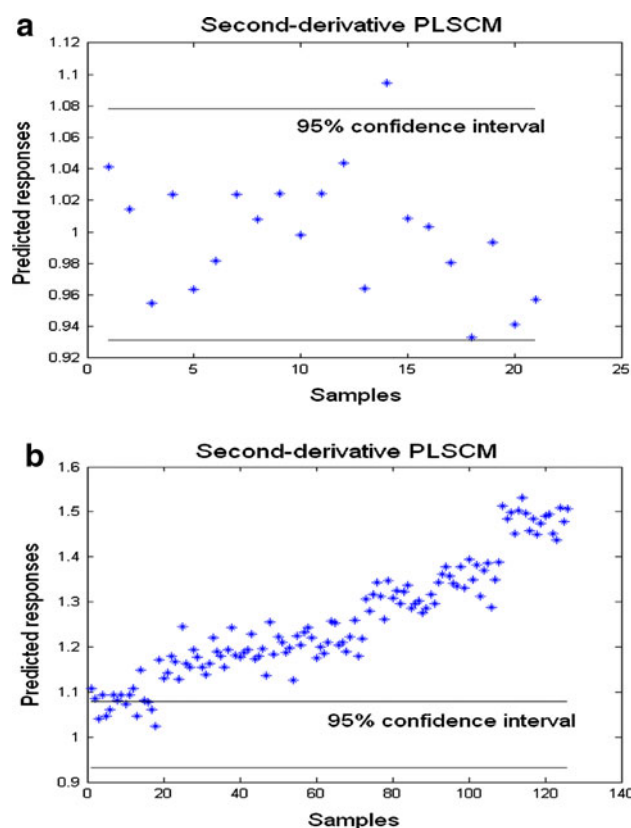 a
Second-derivative PLSCM
1.12
1.1
1.08
95% confidence interval
1.06
1.04
1.02
1
0.98
0.96
0.94
0.92
0 5 10 15 20 25
Predicted responses
Samples
b
Second-derivative PLSCM
1.6
1.5
1.4
1.3
1.2
1.1
95% confidence interval
1
0.9
0 20 40 60 80 100 120 140
Predicted responses
Samples